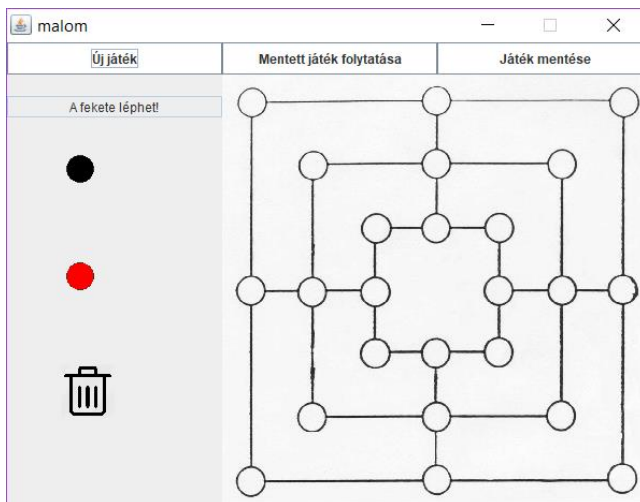 malom
Új játék
Mentett játék folytatása
Játék mentése
A fekete léphet!